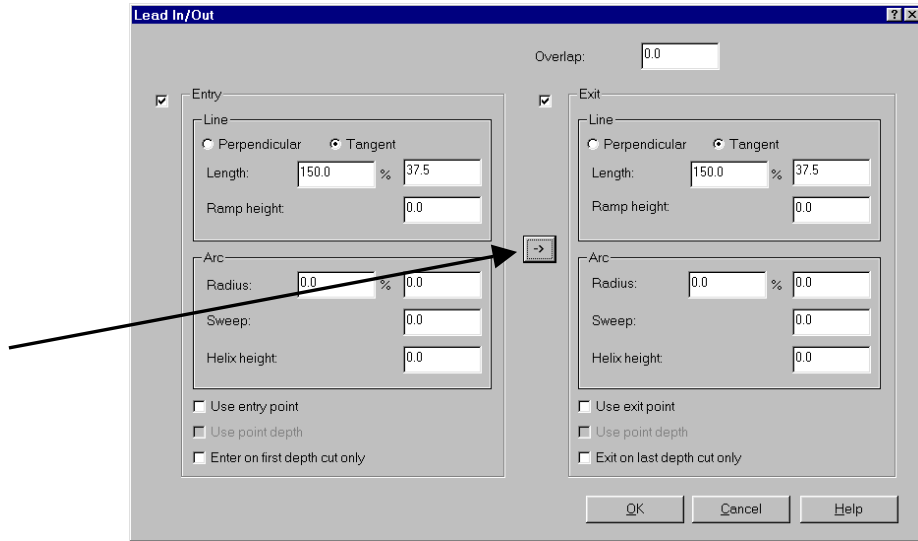 Lead In/Out
Overlap: 0.0
Entry
Line
Perpendicular Tangent
Length: 150.0 % 37.5
Ramp height: 0.0
Arc
Radius: 0.0 % 0.0
Sweep: 0.0
Helix height: 0.0
Use entry point
Use point depth
Enter on first depth cut only
->
Exit
Line
Perpendicular Tangent
Length: 150.0 % 37.5
Ramp height: 0.0
Arc
Radius: 0.0 % 0.0
Sweep: 0.0
Helix height: 0.0
Use exit point
Use point depth
Exit on last depth cut only
OK Cancel Help